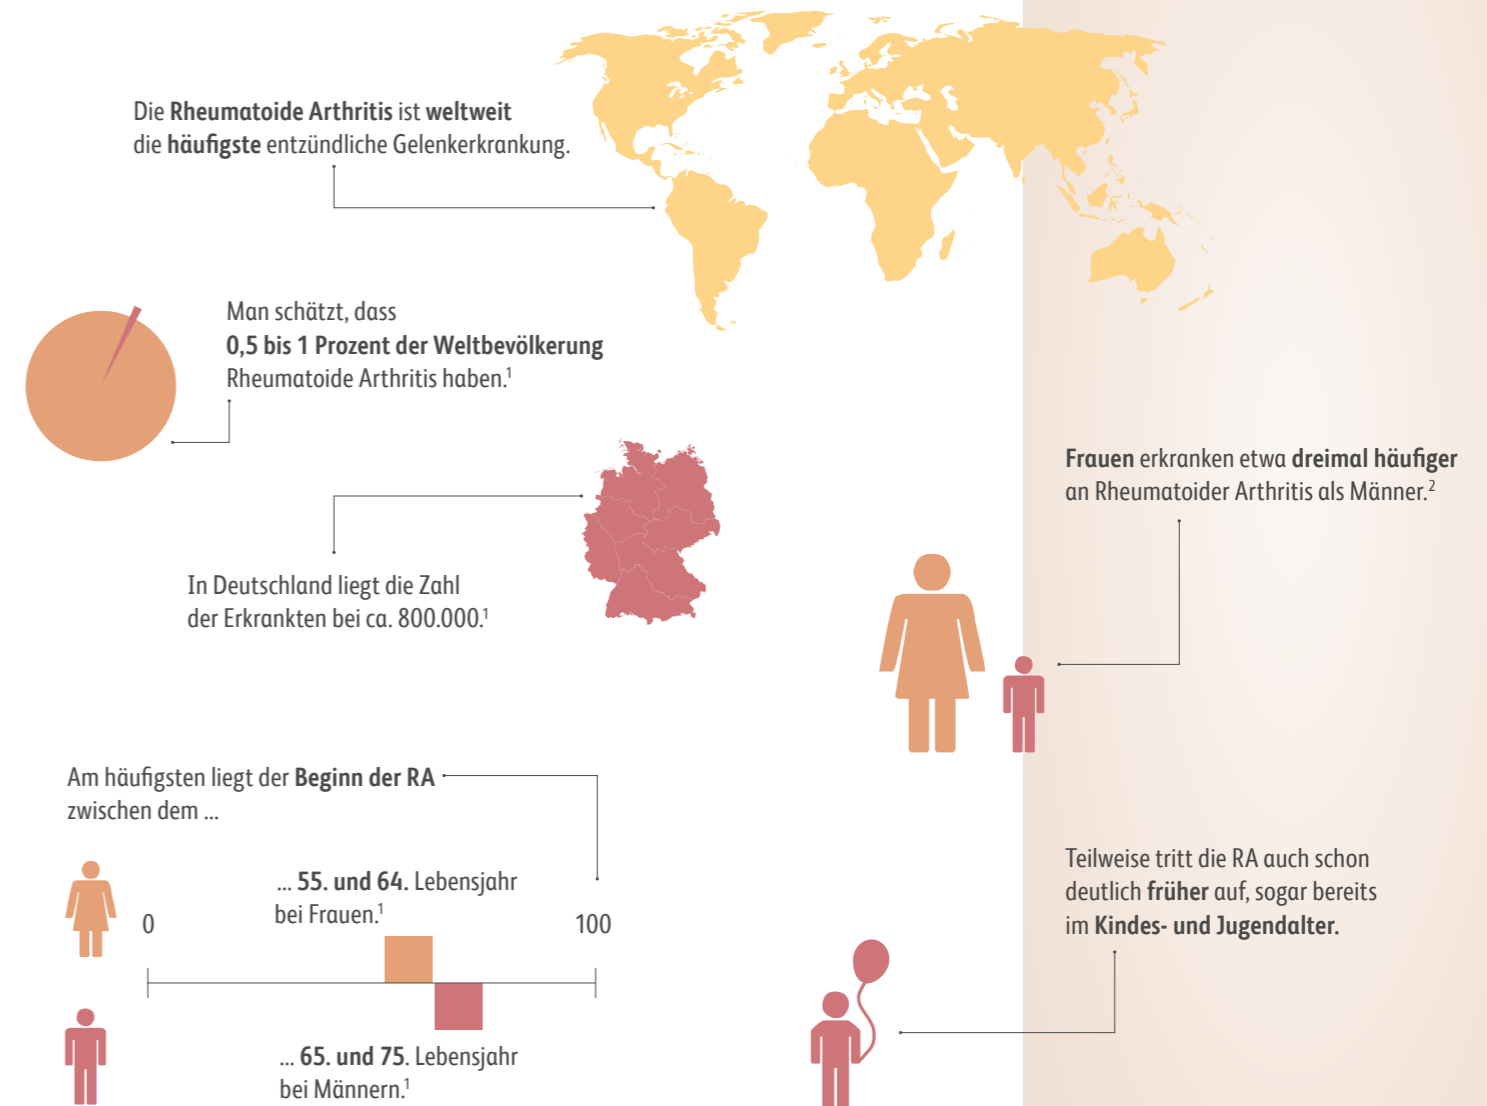 Die Rheumatoide Arthritis ist weltweit
die häufigste entzündliche Gelenkerkrankung.
Man schätzt, dass
0,5 bis 1 Prozent der Weltbevölkerung
Rheumatoide Arthritis haben.¹
In Deutschland liegt die Zahl
der Erkrankten bei ca. 800.000.¹
Frauen erkranken etwa dreimal häufiger
an Rheumatoider Arthritis als Männer.²
Am häufigsten liegt der Beginn der RA
zwischen dem ...
... 55. und 64. Lebensjahr
bei Frauen.¹
0
100
... 65. und 75. Lebensjahr
bei Männern.¹
Teilweise tritt die RA auch schon
deutlich früher auf, sogar bereits
im Kindes- und Jugendalter.